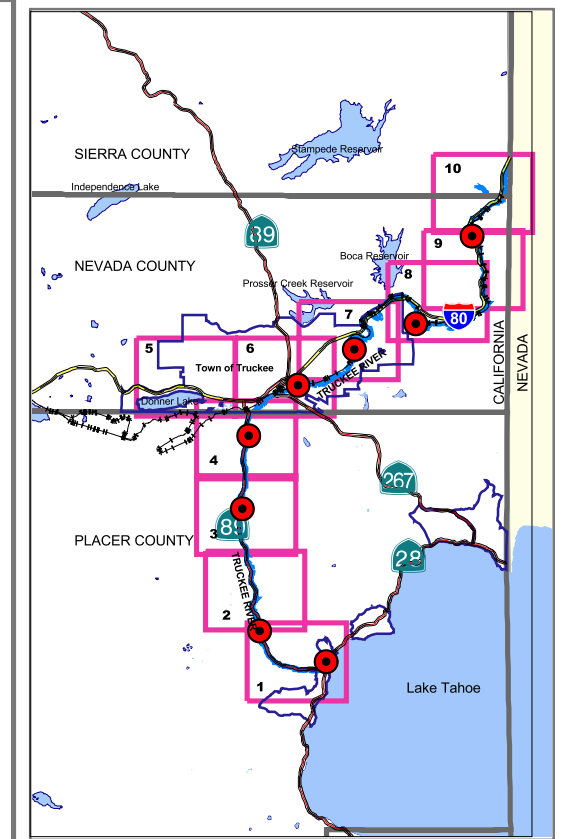 SIERRA COUNTY
Stampede Reservoir
10
Independence Lake
89
9
Boca Reservoir
NEVADA COUNTY
8
Prosser Creek Reservoir
7
80
CALIFORNIA
NEVADA
5
6
Town of Truckee
TRUCKEE RIVER
Donner Lake
4
267
3
89
PLACER COUNTY
28
TRUCKEE RIVER
2
1
Lake Tahoe